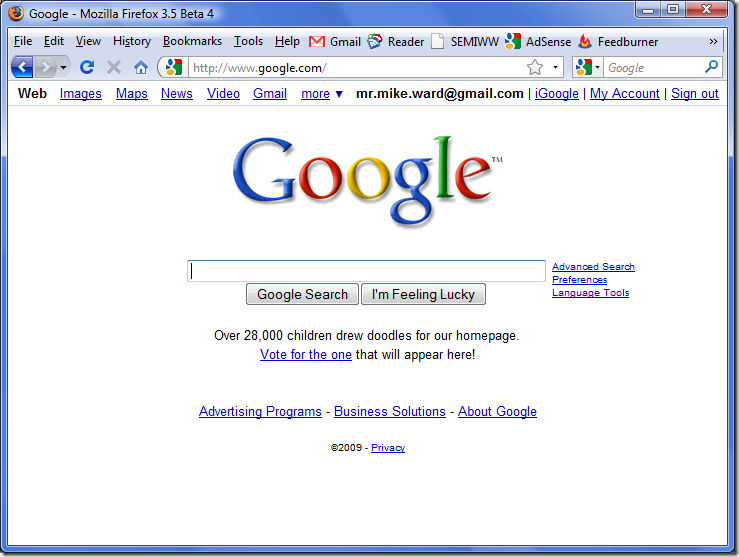 Google - Mozilla Firefox 3.5 Beta 4
File Edit View History Bookmarks Tools Help Gmail Reader SEMIWW AdSense Feedburner »
http://www.google.com/ Google
Web Images Maps News Video Gmail more ▼ mr.mike.ward@gmail.com | iGoogle | My Account | Sign out
Google™
Advanced Search
Preferences
Language Tools
Google Search I'm Feeling Lucky
Over 28,000 children drew doodles for our homepage.
Vote for the one that will appear here!
Advertising Programs - Business Solutions - About Google
©2009 - Privacy